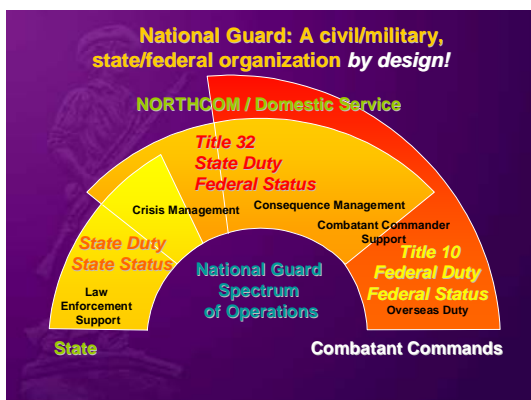 National Guard: A civil/military,
state/federal organization by design!
NORTHCOM / Domestic Service
Title 32
State Duty
Federal Status
Crisis Management
Consequence Management
Combatant Commander
Support
State Duty
State Status
Title 10
Federal Duty
Federal Status
Overseas Duty
Law
Enforcement
Support
National Guard
Spectrum
of Operations
State
Combatant Commands